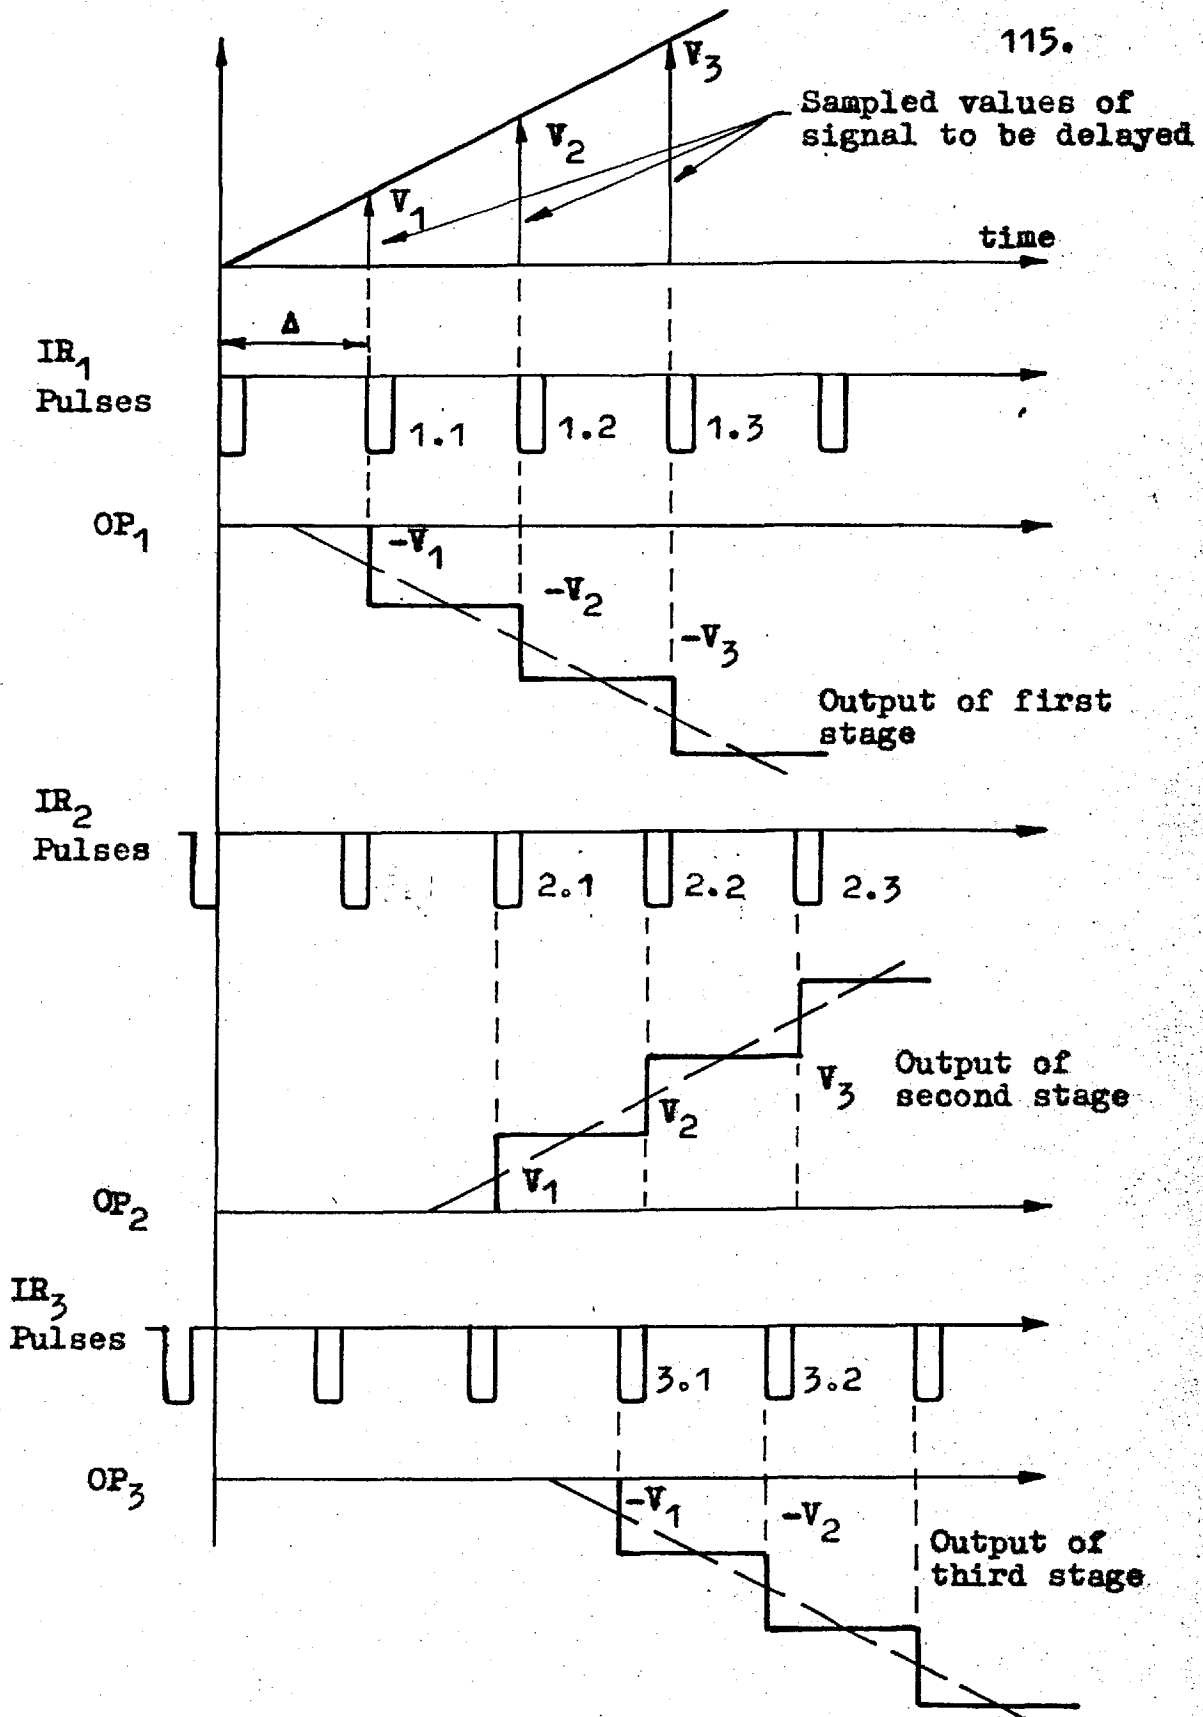 115.
V3
Sampled values of
signal to be delayed
V2
V1
time
Δ
IR1
Pulses
1.1
1.2
1.3
OP1
-V1
-V2
-V3
Output of first
stage
IR2
Pulses
2.1
2.2
2.3
Output of
second stage
V3
V2
V1
OP2
IR3
Pulses
3.1
3.2
OP3
-V1
-V2
Output of
third stage